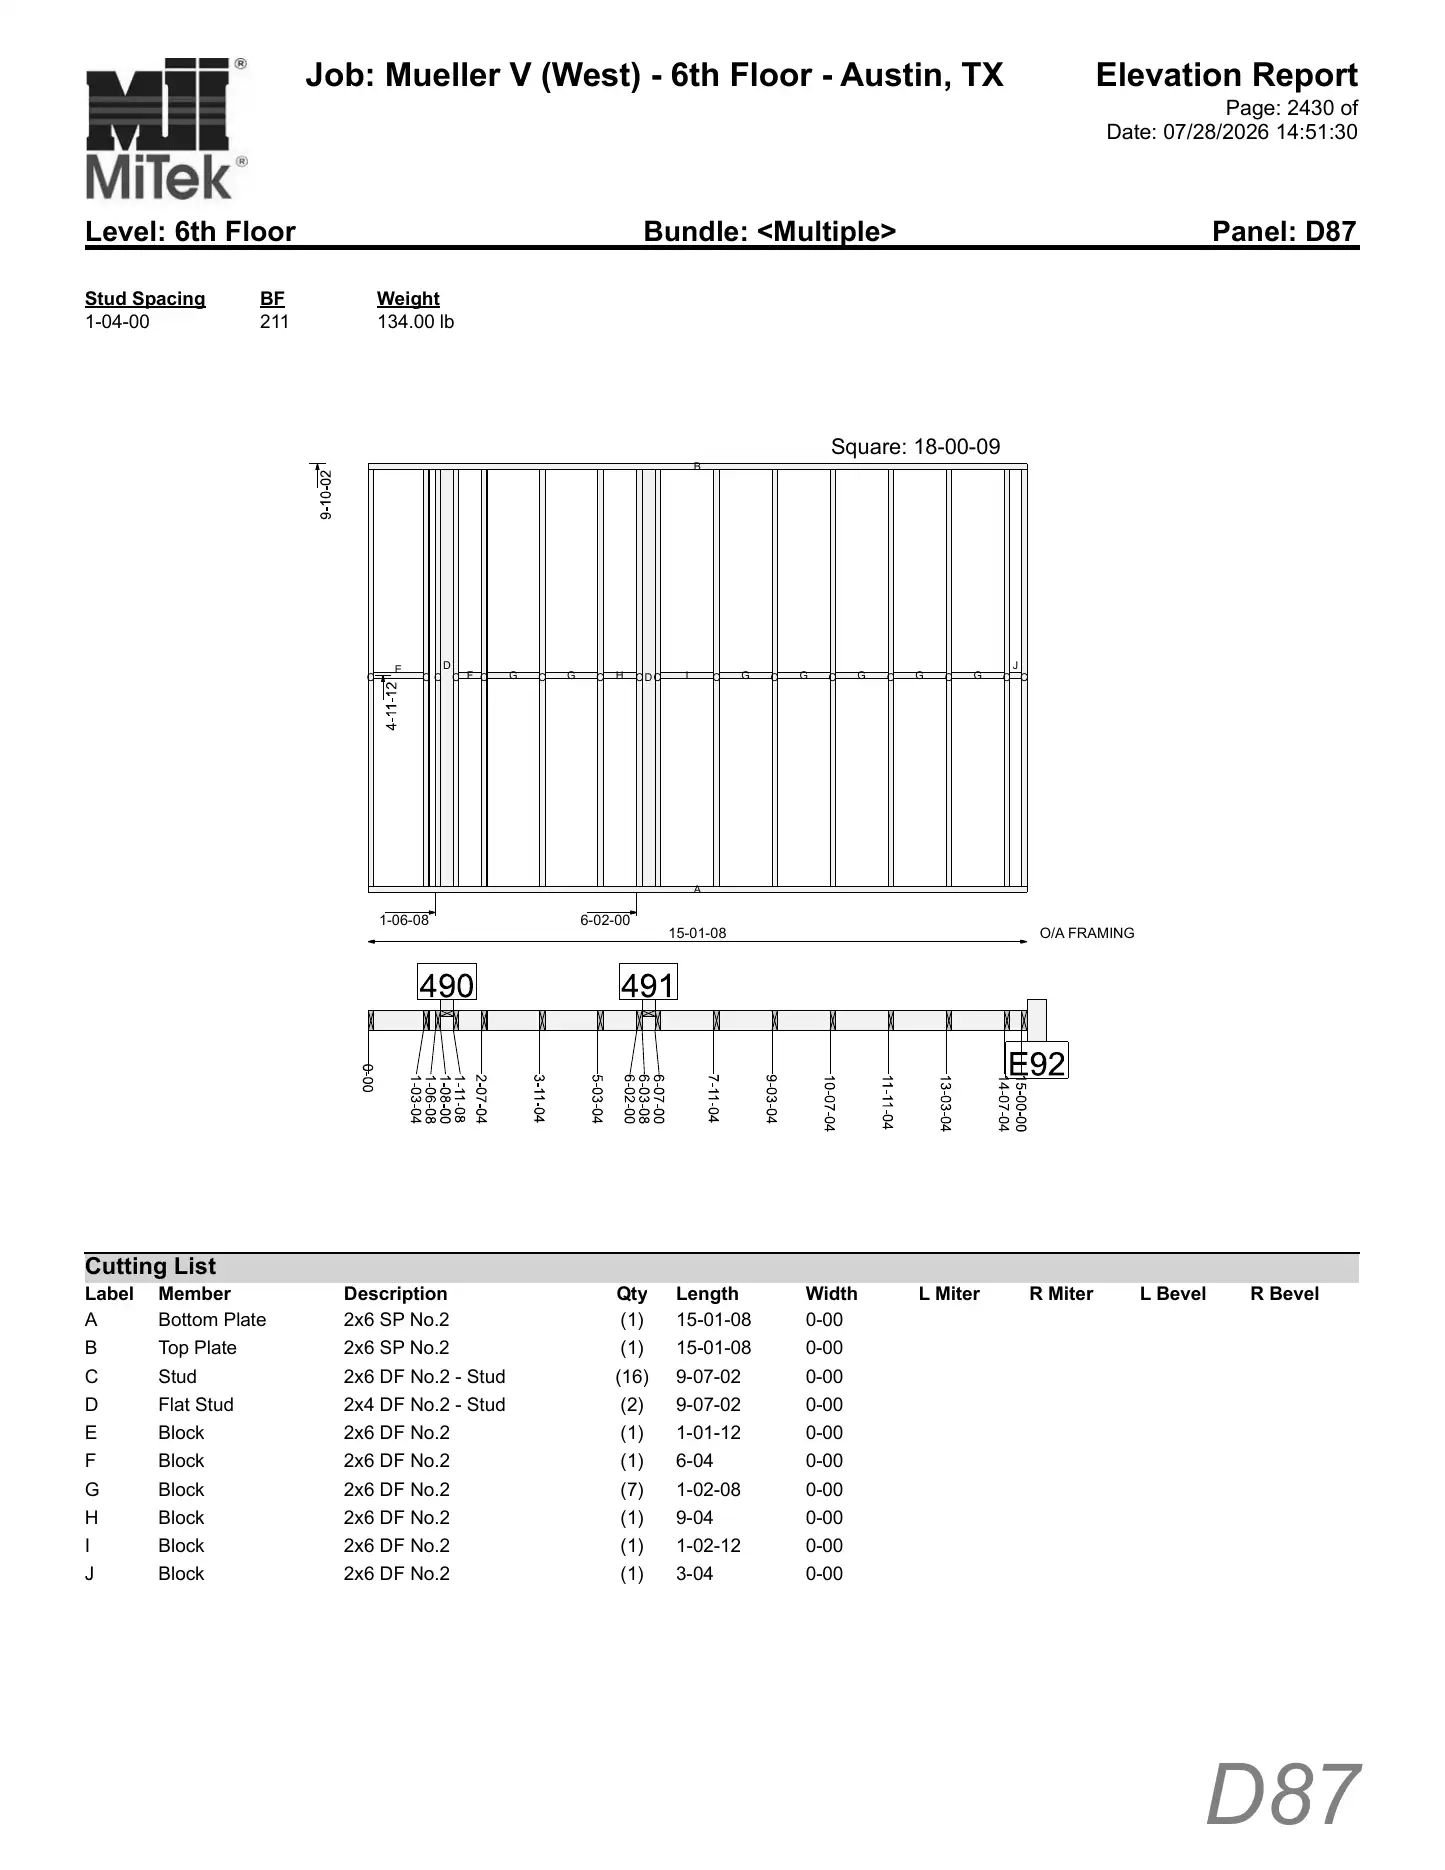 MiTek®
Job: Mueller V (West) - 6th Floor - Austin, TX
Elevation Report
Page: 2430 of
Date: 07/28/2026 14:51:30
Level: 6th Floor
Bundle: <Multiple>
Panel: D87
Stud Spacing BF Weight
1-04-00 211 134.00 lb
Square: 18-00-09
B
9-10-02
F D F G G H D I G G G G G J
4-11-12
A
1-06-08 6-02-00
15-01-08 O/A FRAMING
490 491
E92
0-00 1-03-04 1-06-08 1-08-00 1-11-08 2-07-04 3-11-04 5-03-04 6-02-00 6-03-08 6-07-00 7-11-04 9-03-04 10-07-04 11-11-04 13-03-04 14-07-04 15-00-00
Cutting List
Label Member Description Qty Length Width L Miter R Miter L Bevel R Bevel
A Bottom Plate 2x6 SP No.2 (1) 15-01-08 0-00
B Top Plate 2x6 SP No.2 (1) 15-01-08 0-00
C Stud 2x6 DF No.2 - Stud (16) 9-07-02 0-00
D Flat Stud 2x4 DF No.2 - Stud (2) 9-07-02 0-00
E Block 2x6 DF No.2 (1) 1-01-12 0-00
F Block 2x6 DF No.2 (1) 6-04 0-00
G Block 2x6 DF No.2 (7) 1-02-08 0-00
H Block 2x6 DF No.2 (1) 9-04 0-00
I Block 2x6 DF No.2 (1) 1-02-12 0-00
J Block 2x6 DF No.2 (1) 3-04 0-00
D87